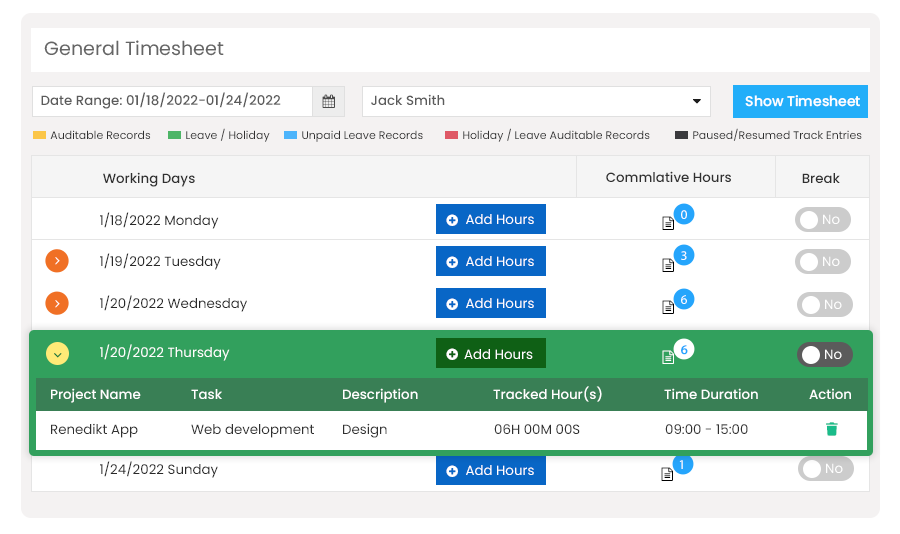 General Timesheet
Date Range: 01/18/2022-01/24/2022 Jack Smith Show Timesheet
Auditable Records Leave / Holiday Unpaid Leave Records Holiday / Leave Auditable Records Paused/Resumed Track Entries
Working Days Commlative Hours Break
1/18/2022 Monday Add Hours 0 No
1/19/2022 Tuesday Add Hours 3 No
1/20/2022 Wednesday Add Hours 6 No
1/20/2022 Thursday Add Hours 6 No
Project Name Task Description Tracked Hour(s) Time Duration Action
Renedikt App Web development Design 06H 00M 00S 09:00 - 15:00
1/24/2022 Sunday Add Hours 1 No